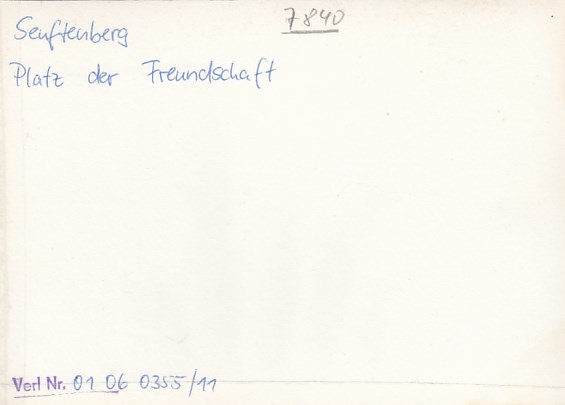 7840
Senftenberg
Platz der Freundschaft
Verl Nr. 01 06 0355/11